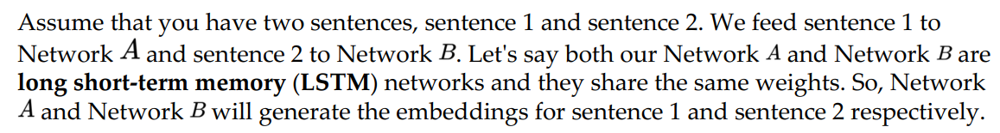 Assume that you have two sentences, sentence 1 and sentence 2. We feed sentence 1 to
Network A and sentence 2 to Network B. Let's say both our Network A and Network B are
long short-term memory (LSTM) networks and they share the same weights. So, Network
A and Network B will generate the embeddings for sentence 1 and sentence 2 respectively.